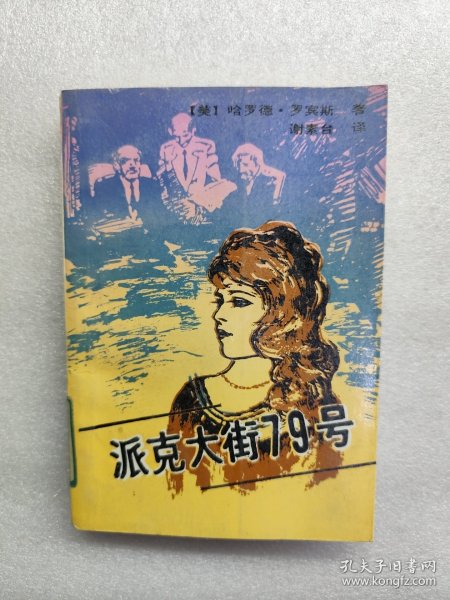 【美】哈罗德·罗宾斯 著
谢素台 译
派克大街79号
孔夫子旧书网
www.kongfz.com